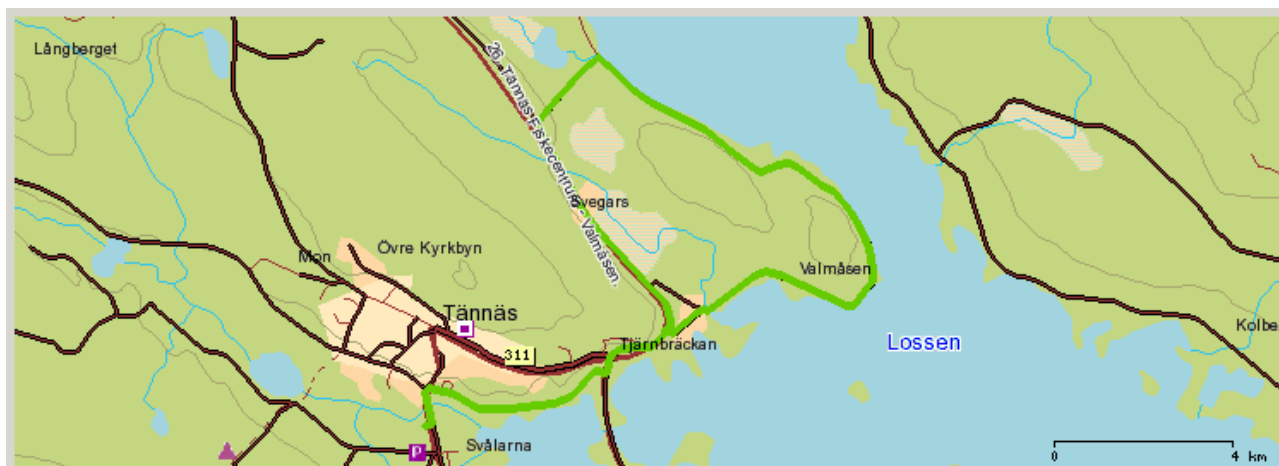 Långberget
26. Tännäs Fiskecentrum - Valmåsen.
Svegars
Övre Kyrkbyn
Mon
Valmåsen
Tännäs
Kolbe
Lossen
Tjärnbräckan
311
Svålarna
P
0 4 km